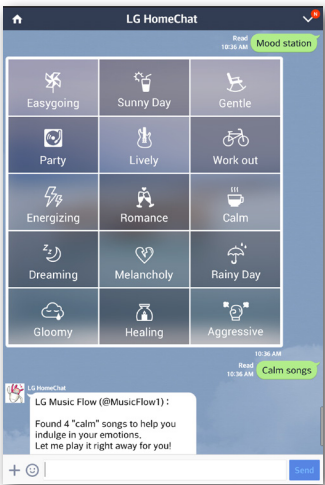 LG HomeChat
N
Read
10:36 AM
Mood station
Easygoing
Sunny Day
Gentle
Party
Lively
Work out
Energizing
Romance
Calm
Dreaming
Melancholy
Rainy Day
Gloomy
Healing
Aggressive
10:36 AM
Read
10:36 AM
Calm songs
LG HomeChat
LG Music Flow (@MusicFlow1) :
Found 4 "calm" songs to help you
indulge in your emotions.
Let me play it right away for you!
Send